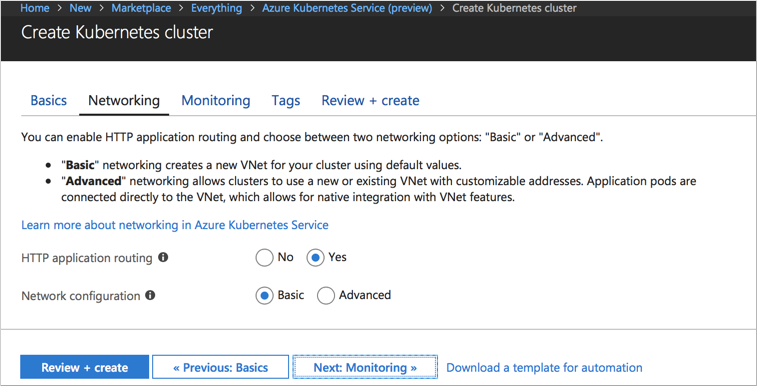 Home > New > Marketplace > Everything > Azure Kubernetes Service (preview) > Create Kubernetes cluster
Create Kubernetes cluster
Basics Networking Monitoring Tags Review + create
You can enable HTTP application routing and choose between two networking options: "Basic" or "Advanced".
• "Basic" networking creates a new VNet for your cluster using default values.
• "Advanced" networking allows clusters to use a new or existing VNet with customizable addresses. Application pods are
connected directly to the VNet, which allows for native integration with VNet features.
Learn more about networking in Azure Kubernetes Service
HTTP application routing No Yes
Network configuration Basic Advanced
Review + create « Previous: Basics Next: Monitoring » Download a template for automation